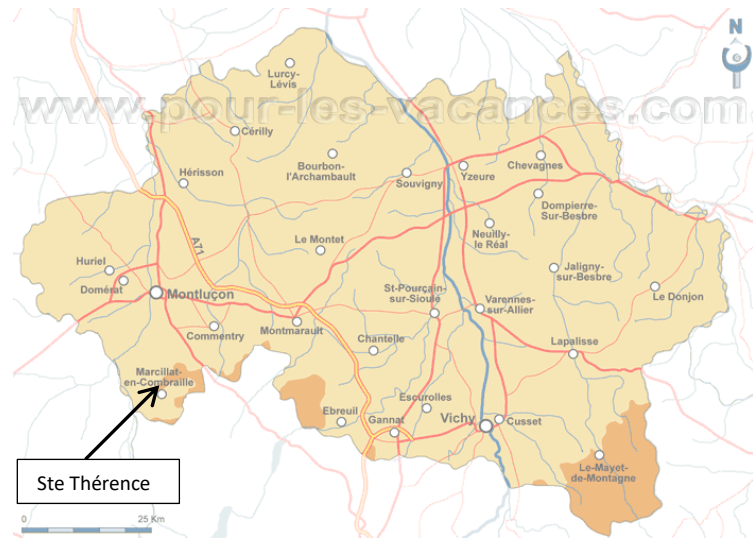 N
Lurcy-
Lévis
www.pour-les-vacances.com
Cérilly
Bourbon-
l'Archambault
Souvigny
Yzeure
Chevagnes
Hérisson
Dompierre-
Sur-Besbre
Neuilly-
le Réal
A71
Le Montet
Huriel
Domérat
Montluçon
Jaligny-
sur-Besbre
Le Donjon
St-Pourçain-
sur-Sioule
Varennes-
sur-Allier
Commentry
Montmarault
Chantelle
Lapalisse
Marcillat-
en-Combraille
Ebreuil
Escurolles
Gannat
Vichy
Cusset
Le-Mayet-
de-Montagne
Ste Thérence
0 25 Km